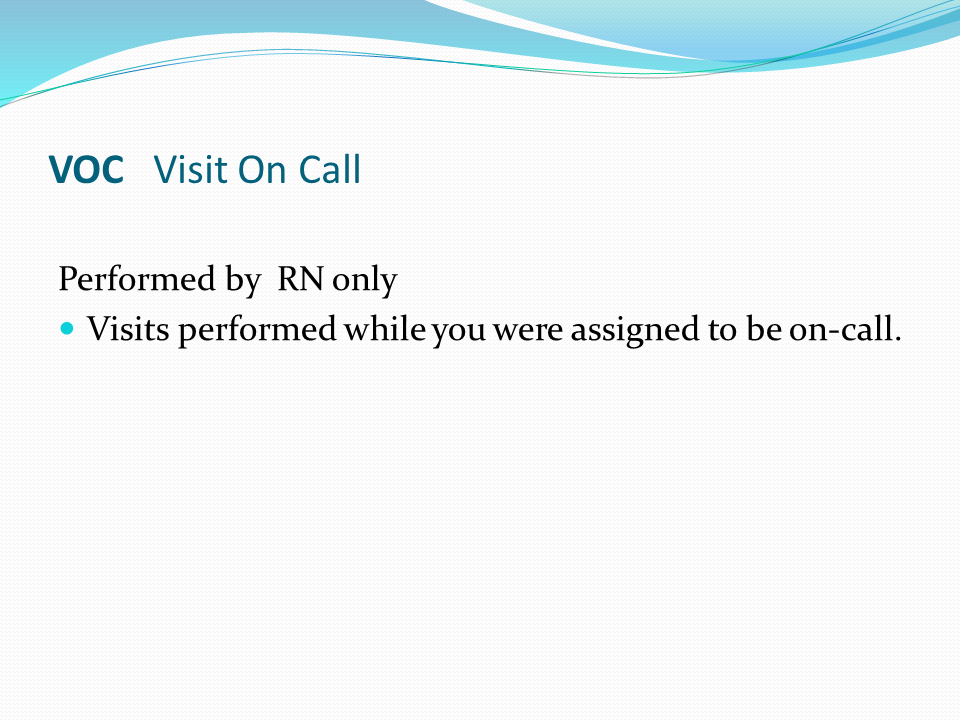 VOC Visit On Call
Performed by RN only
• Visits performed while you were assigned to be on-call.